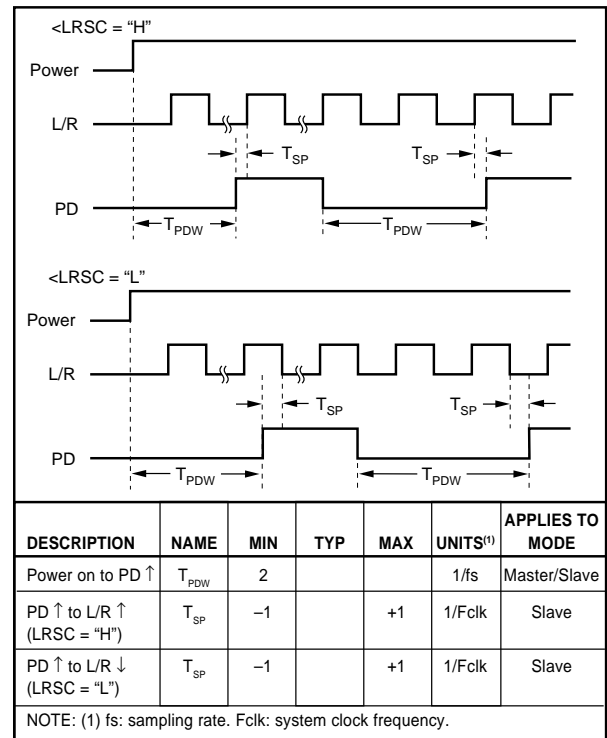 <LRSC = “H”
Power
L/R
T_SP T_SP
PD
T_PDW T_PDW
<LRSC = “L”
Power
L/R
T_SP T_SP
PD
T_PDW T_PDW
DESCRIPTION NAME MIN TYP MAX UNITS(1) APPLIES TO MODE
Power on to PD ↑ T_PDW 2 1/fs Master/Slave
PD ↑ to L/R ↑ (LRSC = “H”) T_SP –1 +1 1/Fclk Slave
PD ↑ to L/R ↓ (LRSC = “L”) T_SP –1 +1 1/Fclk Slave
NOTE: (1) fs: sampling rate. Fclk: system clock frequency.